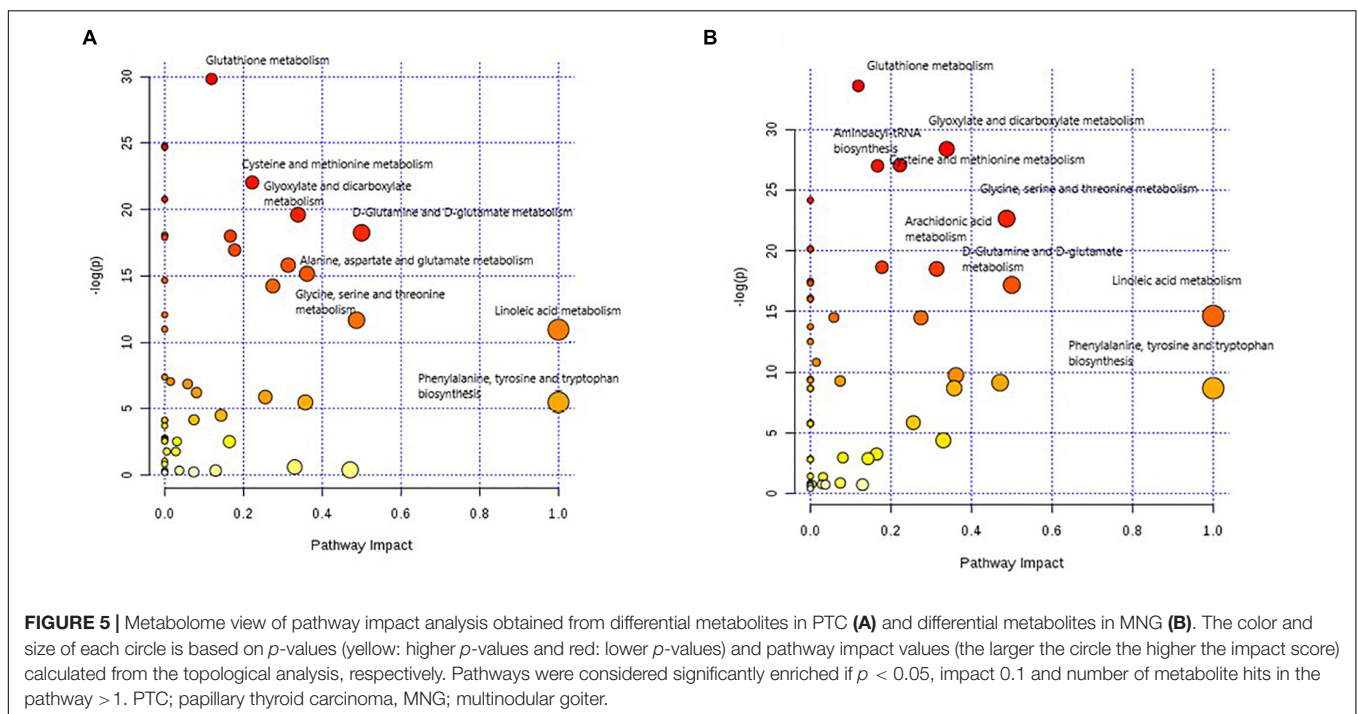 A
Glutathione metabolism
Cysteine and methionine metabolism
Glyoxylate and dicarboxylate
metabolism
D-Glutamine and D-glutamate metabolism
Alanine, aspartate and glutamate metabolism
Glycine, serine and threonine
metabolism
Linoleic acid metabolism
Phenylalanine, tyrosine and tryptophan
biosynthesis
-log(p)
30
25
20
15
10
5
0
0.0 0.2 0.4 0.6 0.8 1.0
Pathway Impact
B
Glutathione metabolism
Glyoxylate and dicarboxylate metabolism
Aminoacyl-tRNA
biosynthesis
Cysteine and methionine metabolism
Glycine, serine and threonine metabolism
Arachidonic acid
metabolism
D-Glutamine and D-glutamate
metabolism
Linoleic acid metabolism
Phenylalanine, tyrosine and tryptophan
biosynthesis
-log(p)
30
25
20
15
10
5
0
0.0 0.2 0.4 0.6 0.8 1.0
Pathway Impact
FIGURE 5 | Metabolome view of pathway impact analysis obtained from differential metabolites in PTC (A) and differential metabolites in MNG (B). The color and
size of each circle is based on p-values (yellow: higher p-values and red: lower p-values) and pathway impact values (the larger the circle the higher the impact score)
calculated from the topological analysis, respectively. Pathways were considered significantly enriched if p < 0.05, impact 0.1 and number of metabolite hits in the
pathway >1. PTC; papillary thyroid carcinoma, MNG; multinodular goiter.